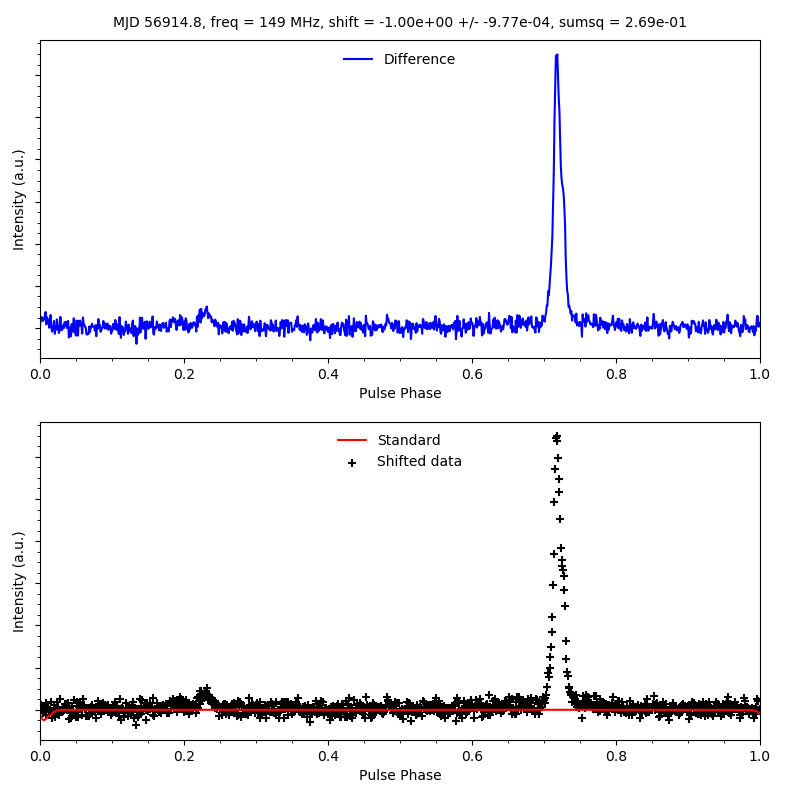 MJD 56914.8, freq = 149 MHz, shift = -1.00e+00 +/- -9.77e-04, sumsq = 2.69e-01
Difference
Intensity (a.u.)
0.0 0.2 0.4 0.6 0.8 1.0
Pulse Phase
Standard
Shifted data
Intensity (a.u.)
0.0 0.2 0.4 0.6 0.8 1.0
Pulse Phase